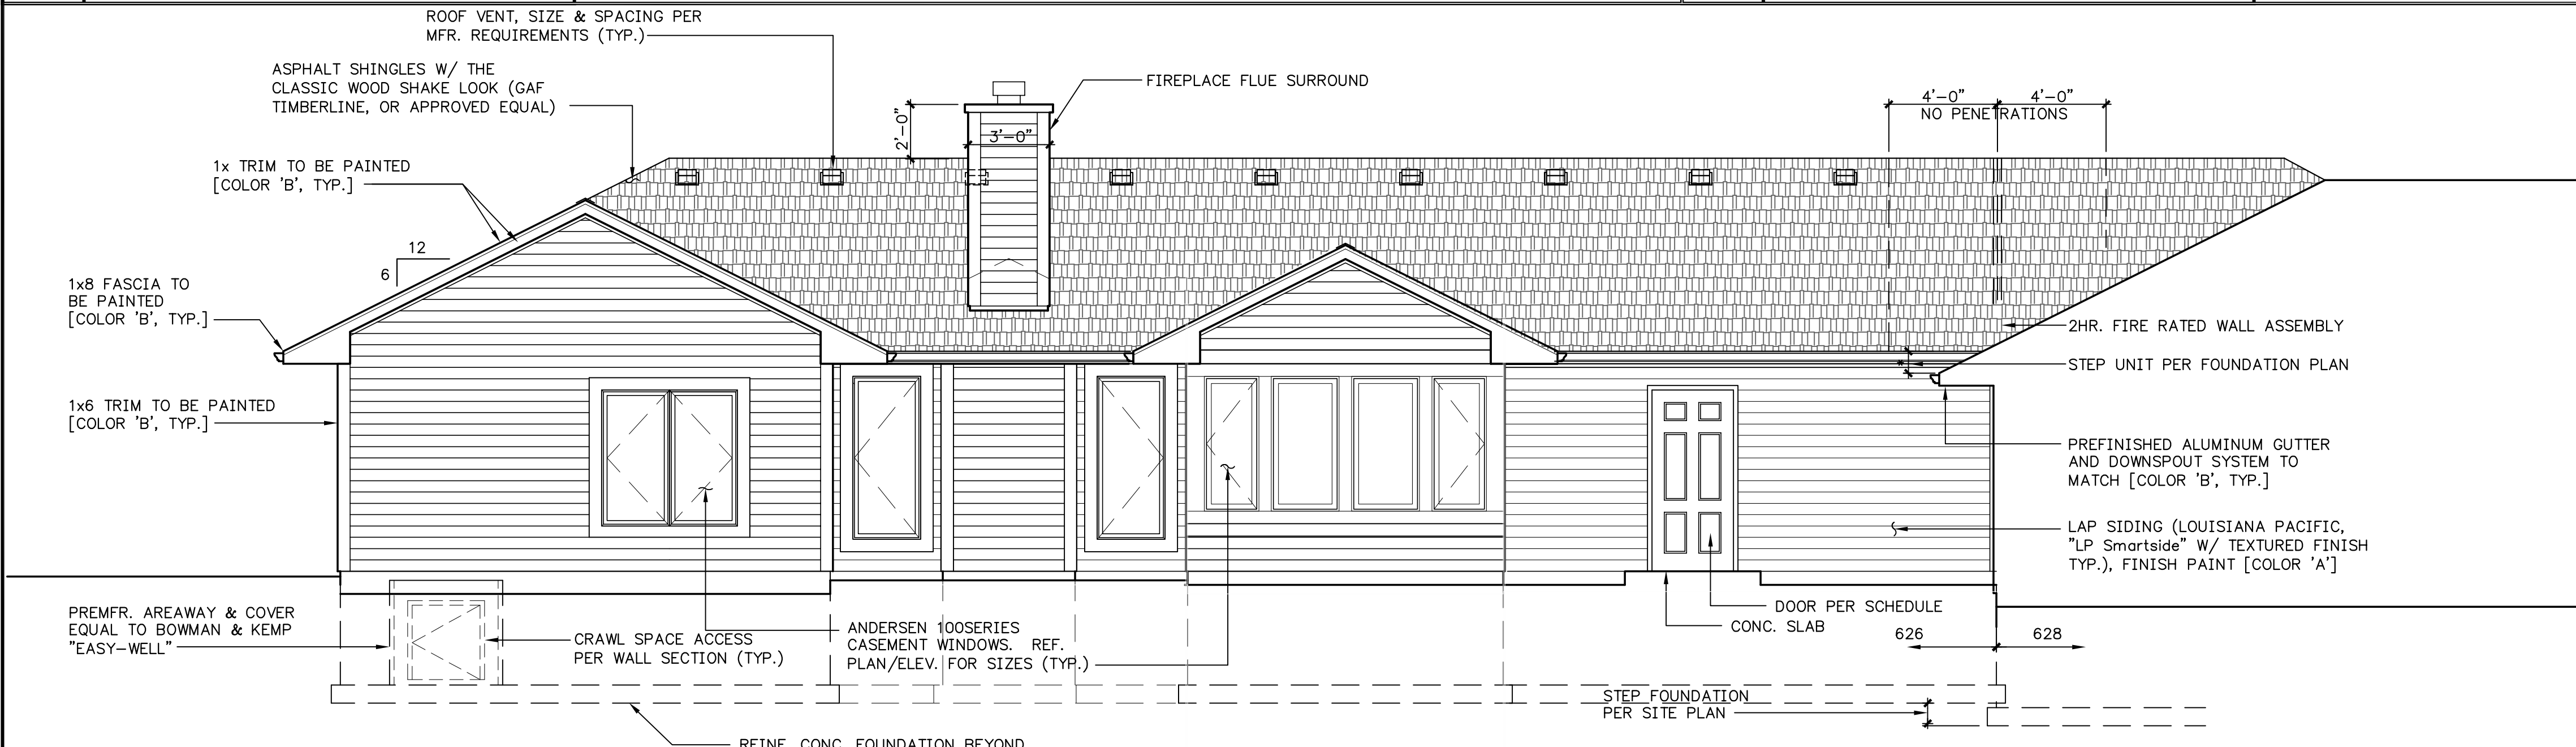 ROOF VENT, SIZE & SPACING PER
MFR. REQUIREMENTS (TYP.)
ASPHALT SHINGLES W/ THE
CLASSIC WOOD SHAKE LOOK (GAF
TIMBERLINE, OR APPROVED EQUAL)
FIREPLACE FLUE SURROUND
2'-0"
3'-0"
4'-0"
4'-0"
NO PENETRATIONS
1x TRIM TO BE PAINTED
[COLOR 'B', TYP.]
12
6
1x8 FASCIA TO
BE PAINTED
[COLOR 'B', TYP.]
2HR. FIRE RATED WALL ASSEMBLY
STEP UNIT PER FOUNDATION PLAN
*
1x6 TRIM TO BE PAINTED
[COLOR 'B', TYP.]
PREFINISHED ALUMINUM GUTTER
AND DOWNSPOUT SYSTEM TO
MATCH [COLOR 'B', TYP.]
LAP SIDING (LOUISIANA PACIFIC,
"LP Smartside" W/ TEXTURED FINISH
TYP.), FINISH PAINT [COLOR 'A']
PREMFR. AREAWAY & COVER
EQUAL TO BOWMAN & KEMP
"EASY-WELL"
CRAWL SPACE ACCESS
PER WALL SECTION (TYP.)
ANDERSEN 100SERIES
CASEMENT WINDOWS. REF.
PLAN/ELEV. FOR SIZES (TYP.)
DOOR PER SCHEDULE
CONC. SLAB
626
628
STEP FOUNDATION
PER SITE PLAN
REINF. CONC. FOUNDATION BEYOND